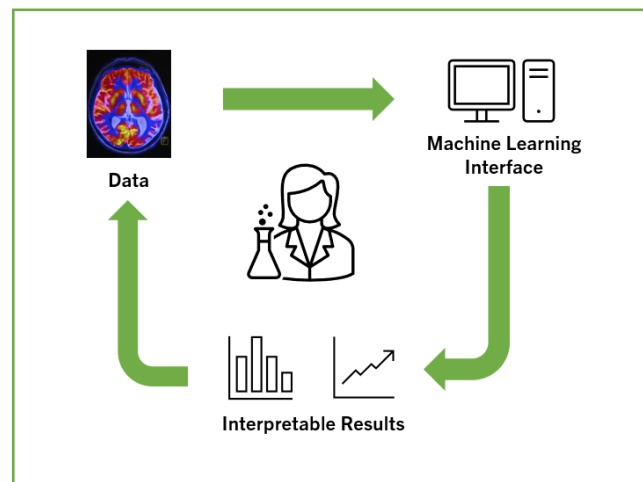 Data
Machine Learning
Interface
Interpretable Results